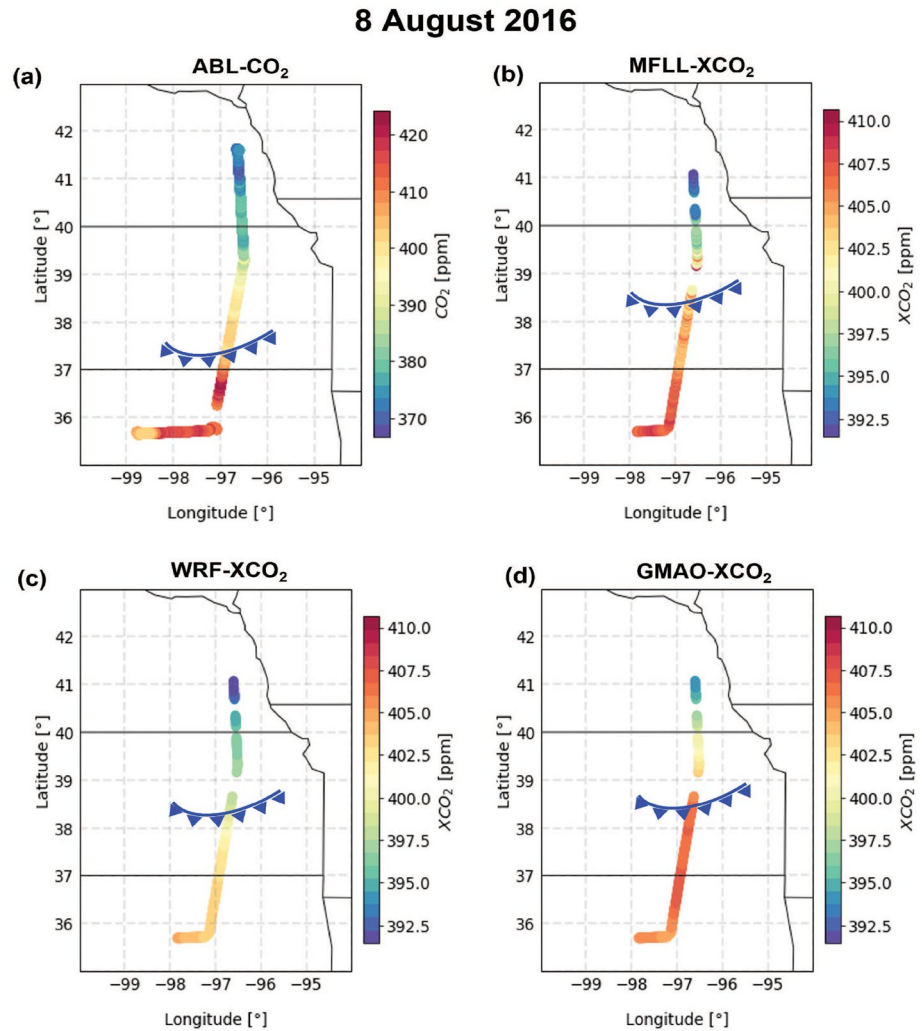 8 August 2016
(a)
ABL-CO₂
42
41
40
39
38
37
36
Latitude [°]
−99 −98 −97 −96 −95
Longitude [°]
420
410
400
390
380
370
CO₂ [ppm]
(b)
MFLL-XCO₂
42
41
40
39
38
37
36
Latitude [°]
−99 −98 −97 −96 −95
Longitude [°]
410.0
407.5
405.0
402.5
400.0
397.5
395.0
392.5
XCO₂ [ppm]
(c)
WRF-XCO₂
42
41
40
39
38
37
36
Latitude [°]
−99 −98 −97 −96 −95
Longitude [°]
410.0
407.5
405.0
402.5
400.0
397.5
395.0
392.5
XCO₂ [ppm]
(d)
GMAO-XCO₂
42
41
40
39
38
37
36
Latitude [°]
−99 −98 −97 −96 −95
Longitude [°]
410.0
407.5
405.0
402.5
400.0
397.5
395.0
392.5
XCO₂ [ppm]